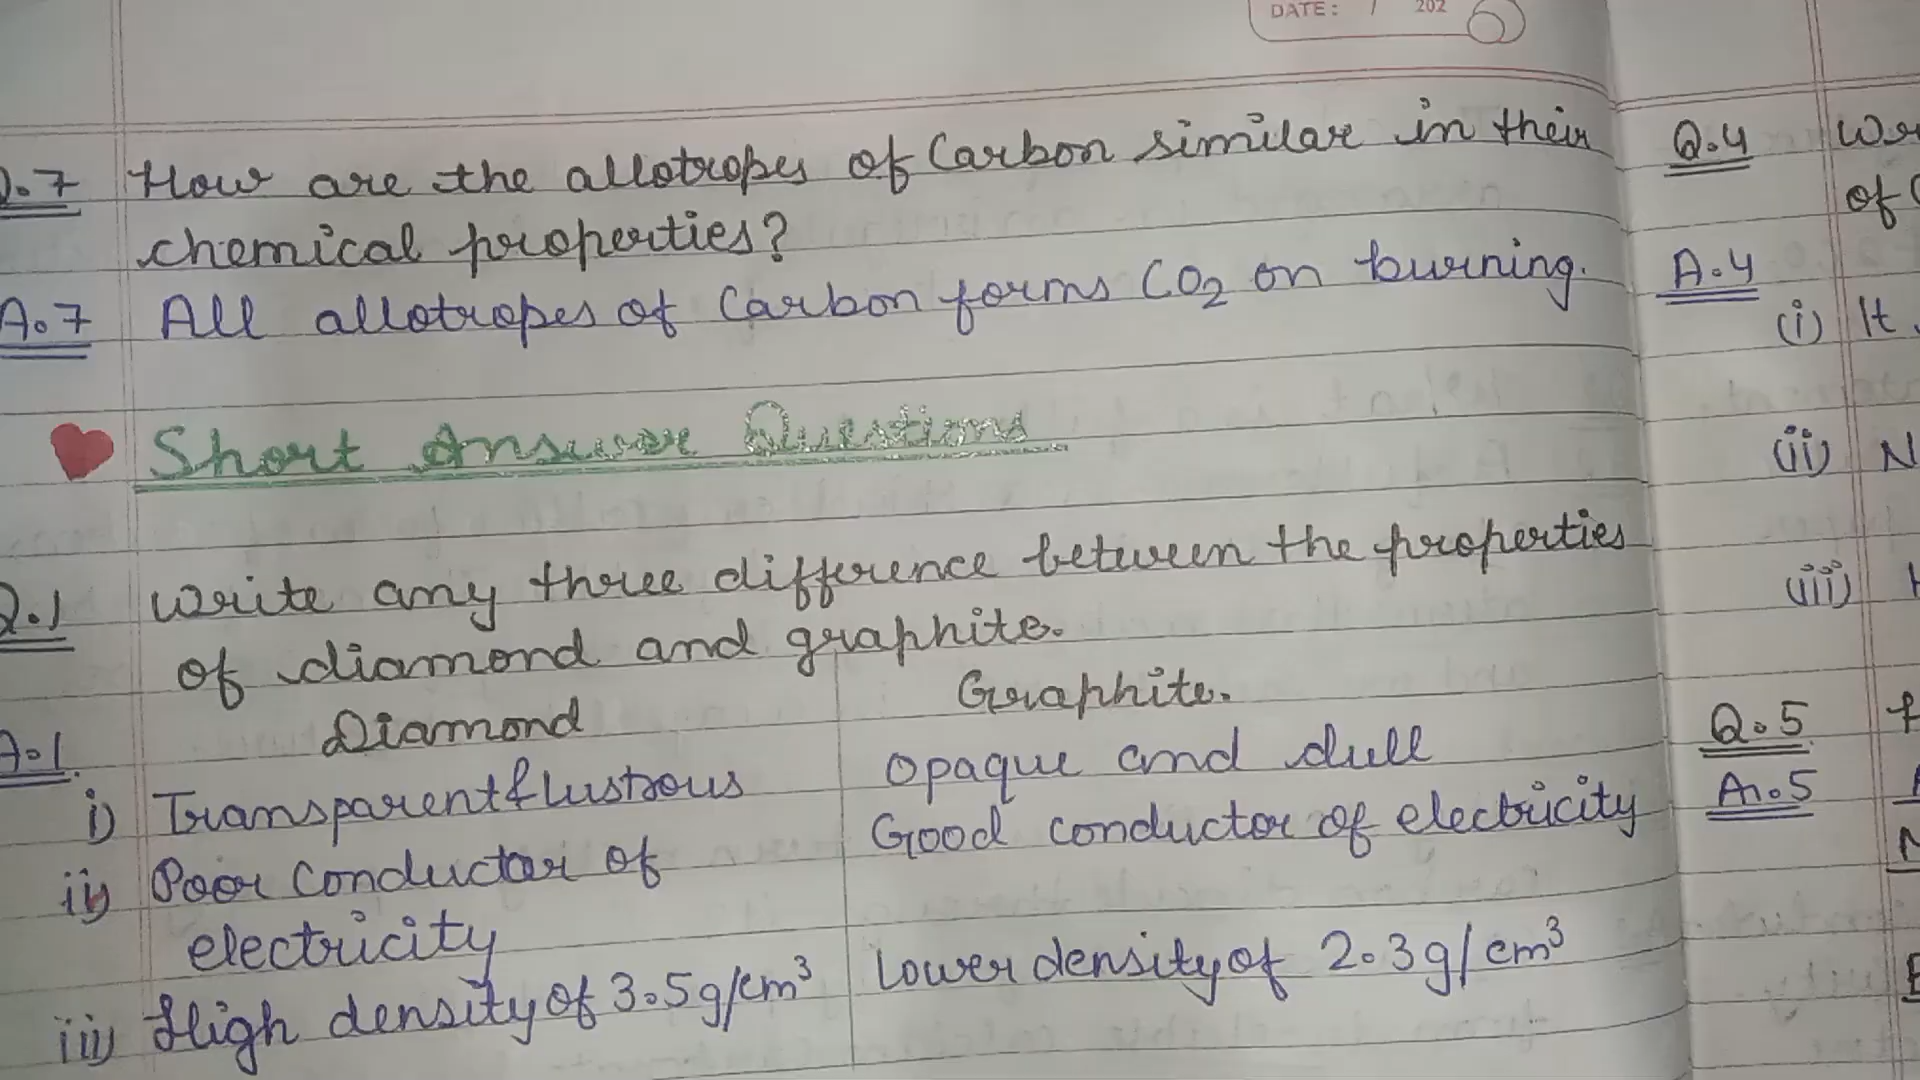 DATE: / 202
Q.7 How are the allotropes of Carbon similar in their
chemical properties?
A.7 All allotropes of Carbon forms CO₂ on burning.
Short Answer Questions
Q.1 Write any three difference between the properties
of diamond and graphite.
A.1 Diamond Graphite.
i) Transparent & lustrous Opaque and dull
ii) Poor conductor of Good conductor of electricity
electricity
iii) High density of 3.5g/cm³ Lower density of 2.3g/cm³
Q.4
of
A.4
(i) It
(ii)
(iii)
Q.5
A.5